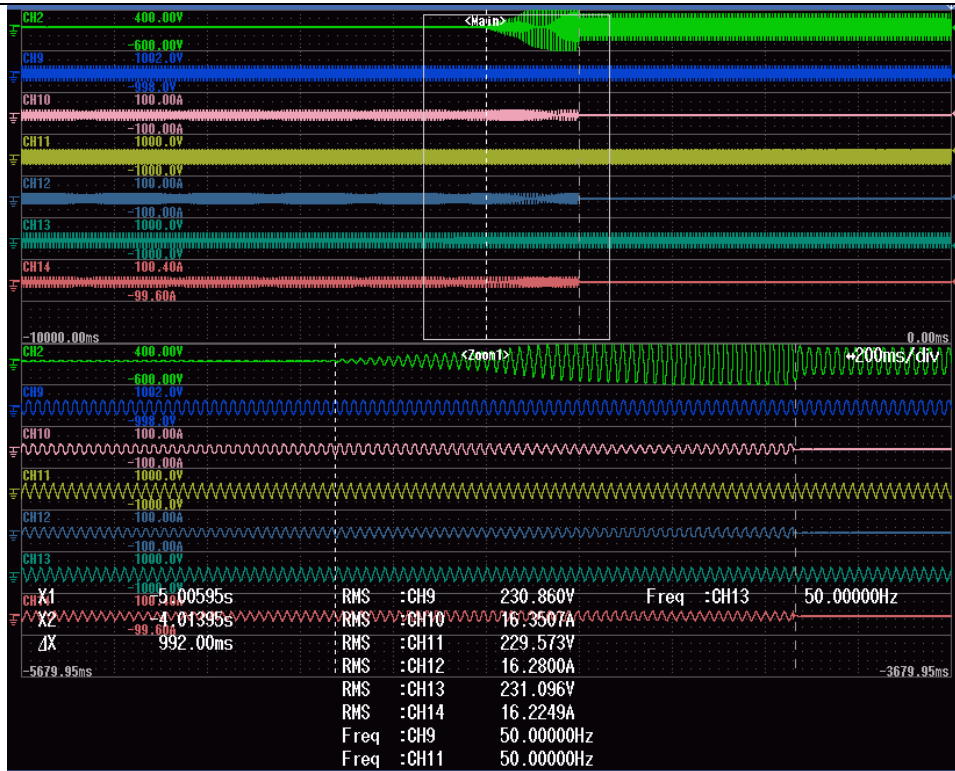 CH2 400.00V <Main>
-600.00V
CH9 1002.0V
-998.0V
CH10 100.00A
-100.00A
CH11 1000.0V
-1000.0V
CH12 100.00A
-100.00A
CH13 1000.0V
-1000.0V
CH14 100.40A
-99.60A
-10000.00ms 0.00ms
CH2 400.00V <Zoom1> 200ms/div
-600.00V
CH9 1002.0V
-998.0V
CH10 100.00A
-100.00A
CH11 1000.0V
-1000.0V
CH12 100.00A
-100.00A
CH13 1000.0V
-1000.0V
X1 -5.00595s RMS :CH9 230.860V Freq :CH13 50.00000Hz
X2 -4.01395s RMS :CH10 16.3507A
-99.60A
ΔX 992.00ms RMS :CH11 229.573V
-5679.95ms RMS :CH12 16.2800A -3679.95ms
RMS :CH13 231.096V
RMS :CH14 16.2249A
Freq :CH9 50.00000Hz
Freq :CH11 50.00000Hz